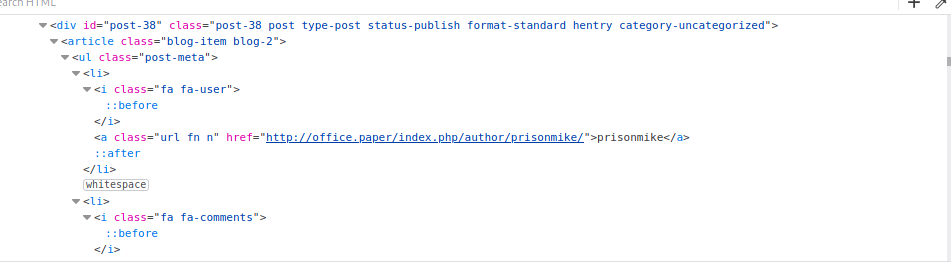 earch HTML
<div id="post-38" class="post-38 post type-post status-publish format-standard hentry category-uncategorized">
<article class="blog-item blog-2">
<ul class="post-meta">
<li>
<i class="fa fa-user">
::before
</i>
<a class="url fn n" href="http://office.paper/index.php/author/prisonmike/">prisonmike</a>
::after
</li>
whitespace
<li>
<i class="fa fa-comments">
::before
</i>